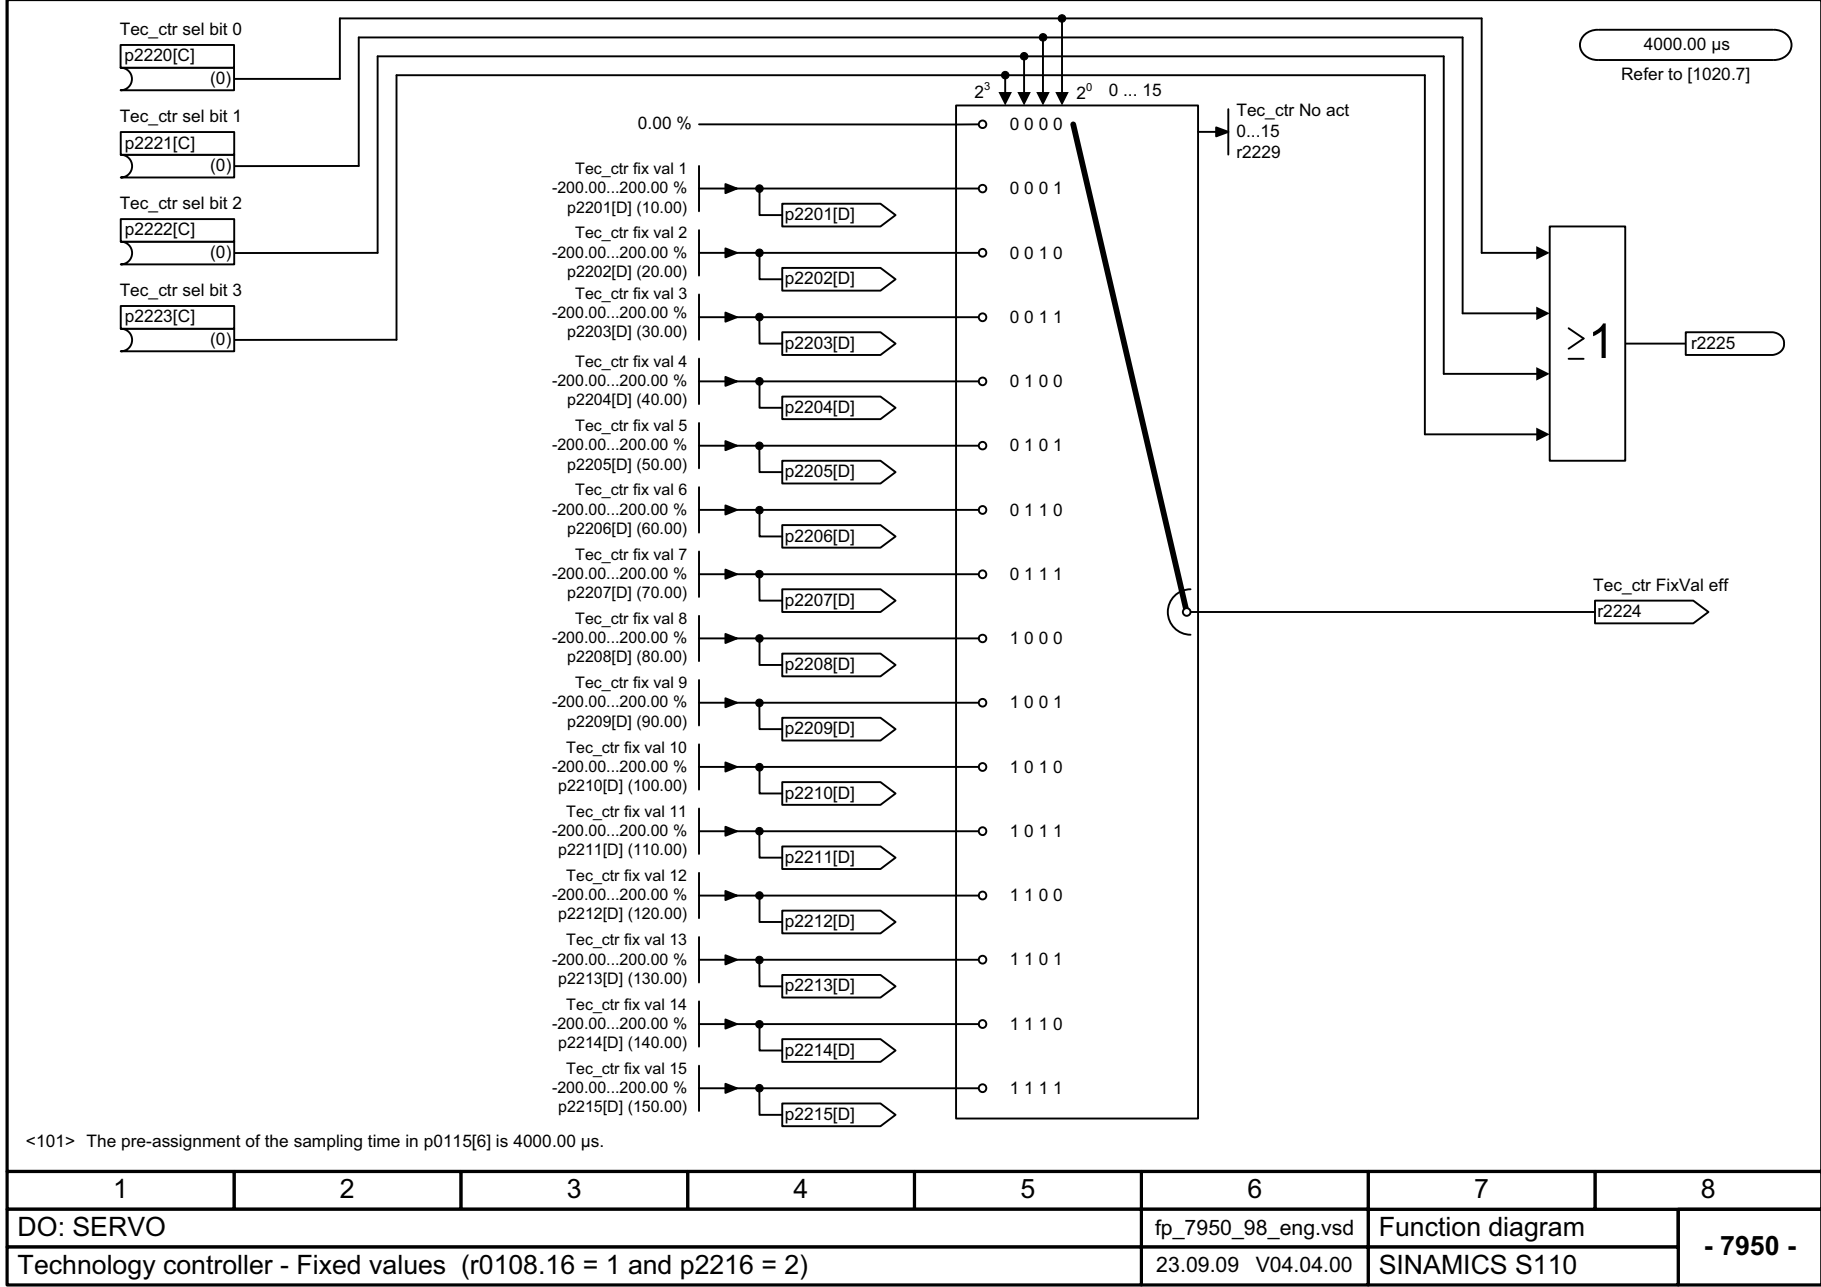 Tec_ctr sel bit 0
p2220[C]
(0)
Tec_ctr sel bit 1
p2221[C]
(0)
Tec_ctr sel bit 2
p2222[C]
(0)
Tec_ctr sel bit 3
p2223[C]
(0)
4000.00 µs
Refer to [1020.7]
2³ 2⁰ 0 ... 15
0.00 % 0 0 0 0
Tec_ctr No act
0...15
r2229
Tec_ctr fix val 1
-200.00...200.00 % 0 0 0 1
p2201[D] (10.00) p2201[D]
Tec_ctr fix val 2
-200.00...200.00 % 0 0 1 0
p2202[D] (20.00) p2202[D]
Tec_ctr fix val 3
-200.00...200.00 % 0 0 1 1
p2203[D] (30.00) p2203[D]
Tec_ctr fix val 4
-200.00...200.00 % 0 1 0 0
p2204[D] (40.00) p2204[D]
Tec_ctr fix val 5
-200.00...200.00 % 0 1 0 1
p2205[D] (50.00) p2205[D]
Tec_ctr fix val 6
-200.00...200.00 % 0 1 1 0
p2206[D] (60.00) p2206[D]
Tec_ctr fix val 7
-200.00...200.00 % 0 1 1 1
p2207[D] (70.00) p2207[D]
Tec_ctr fix val 8
-200.00...200.00 % 1 0 0 0
p2208[D] (80.00) p2208[D]
Tec_ctr fix val 9
-200.00...200.00 % 1 0 0 1
p2209[D] (90.00) p2209[D]
Tec_ctr fix val 10
-200.00...200.00 % 1 0 1 0
p2210[D] (100.00) p2210[D]
Tec_ctr fix val 11
-200.00...200.00 % 1 0 1 1
p2211[D] (110.00) p2211[D]
Tec_ctr fix val 12
-200.00...200.00 % 1 1 0 0
p2212[D] (120.00) p2212[D]
Tec_ctr fix val 13
-200.00...200.00 % 1 1 0 1
p2213[D] (130.00) p2213[D]
Tec_ctr fix val 14
-200.00...200.00 % 1 1 1 0
p2214[D] (140.00) p2214[D]
Tec_ctr fix val 15
-200.00...200.00 % 1 1 1 1
p2215[D] (150.00) p2215[D]
≥1
r2225
Tec_ctr FixVal eff
r2224
<101> The pre-assignment of the sampling time in p0115[6] is 4000.00 µs.
1 2 3 4 5 6 7 8
DO: SERVO fp_7950_98_eng.vsd Function diagram
- 7950 -
Technology controller - Fixed values (r0108.16 = 1 and p2216 = 2) 23.09.09 V04.04.00 SINAMICS S110